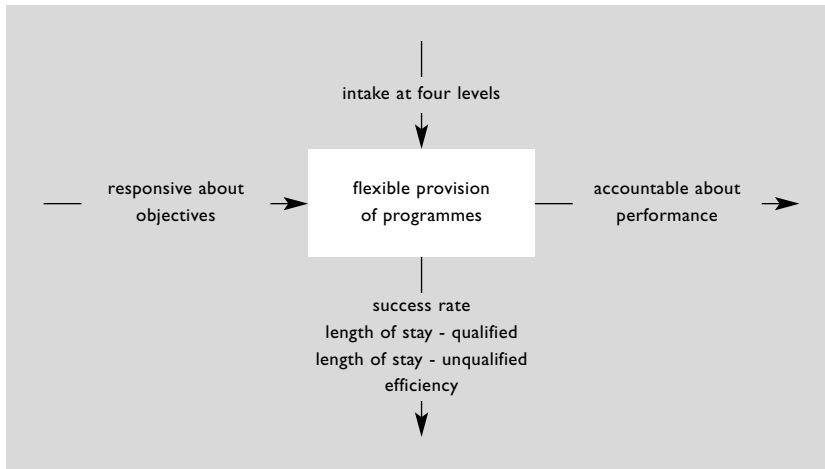 intake at four levels
responsive about
objectives
flexible provision
of programmes
accountable about
performance
success rate
length of stay - qualified
length of stay - unqualified
efficiency